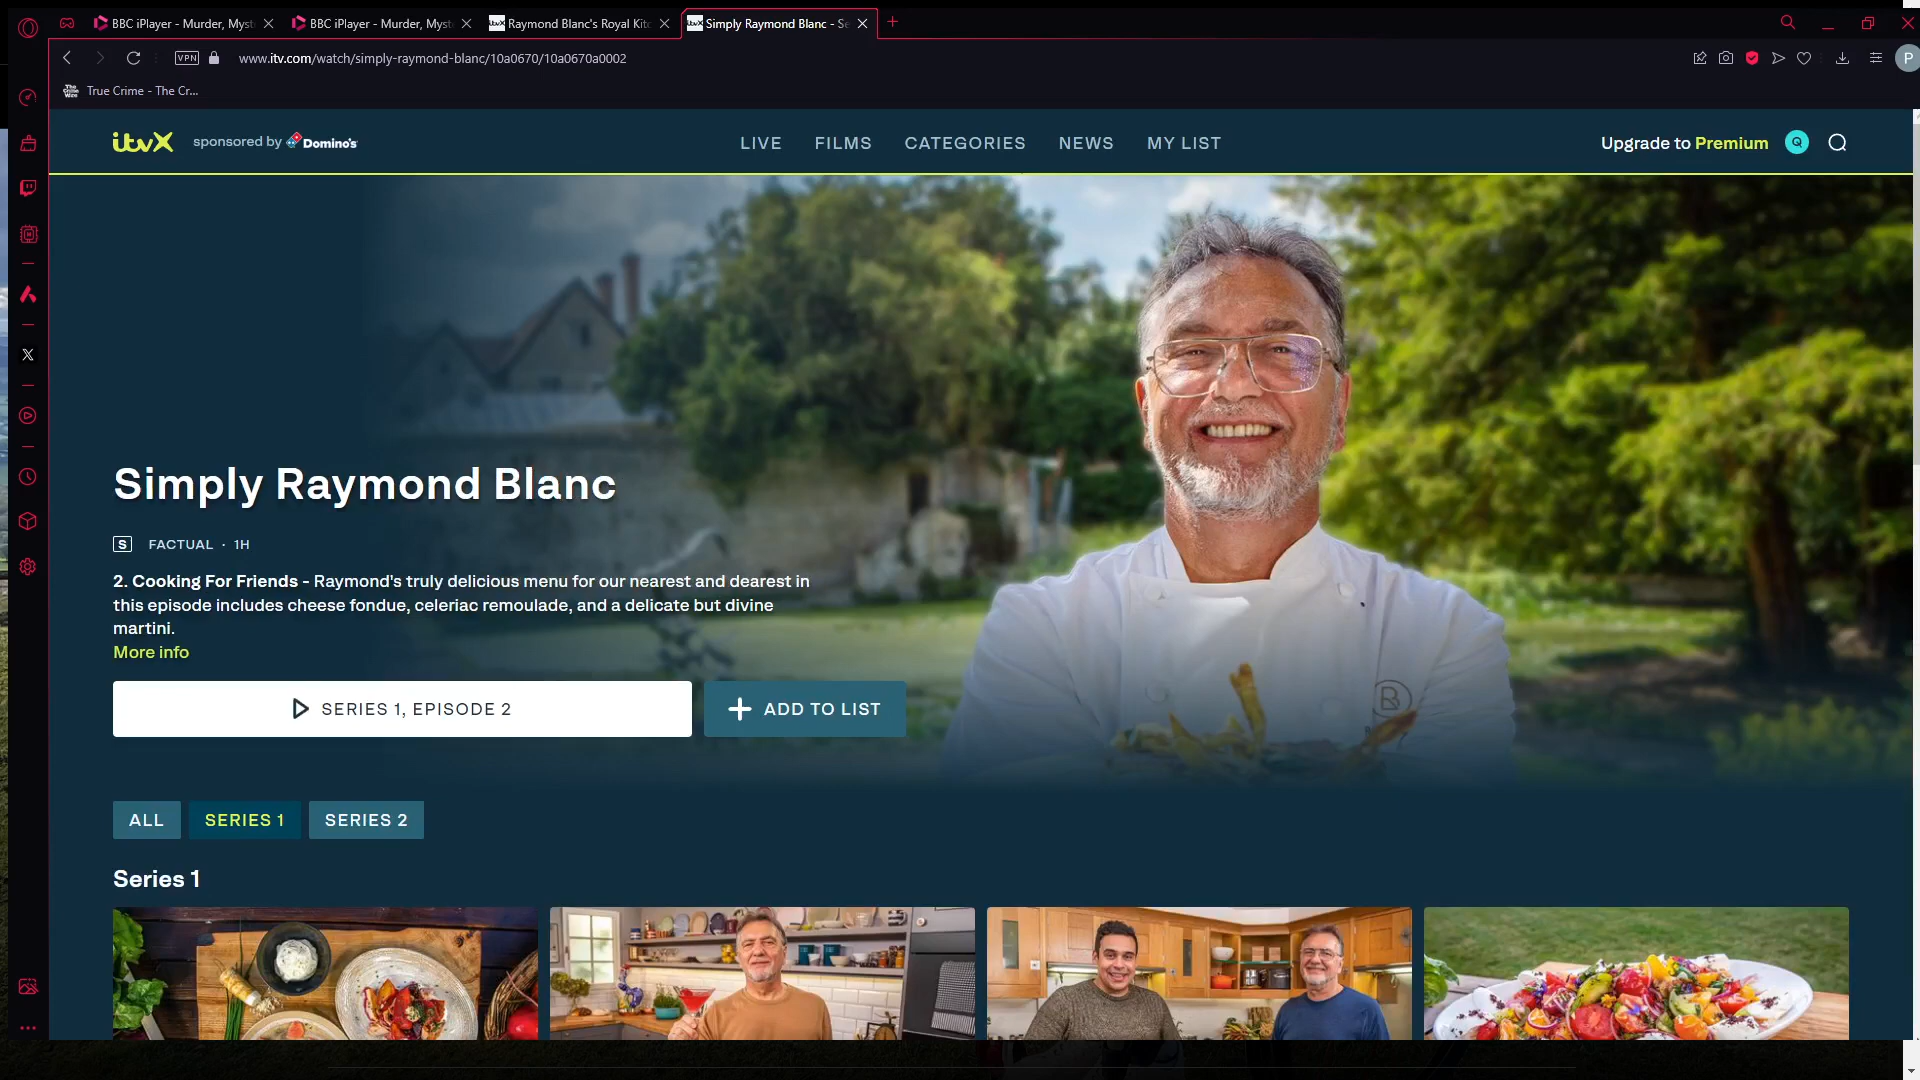 BBC iPlayer - Murder, Myst
BBC iPlayer - Murder, Myst
itvX
Raymond Blanc's Royal Kitc
itvX
Simply Raymond Blanc - Se
VPN
www.itv.com/watch/simply-raymond-blanc/10a0670/10a0670a0002
P
True Crime - The Cr...
itvX
sponsored by Domino's
LIVE
FILMS
CATEGORIES
NEWS
MY LIST
Upgrade to Premium
Q
Simply Raymond Blanc
S FACTUAL · 1H
2. Cooking For Friends - Raymond's truly delicious menu for our nearest and dearest in
this episode includes cheese fondue, celeriac remoulade, and a delicate but divine
martini.
More info
SERIES 1, EPISODE 2
ADD TO LIST
ALL
SERIES 1
SERIES 2
Series 1